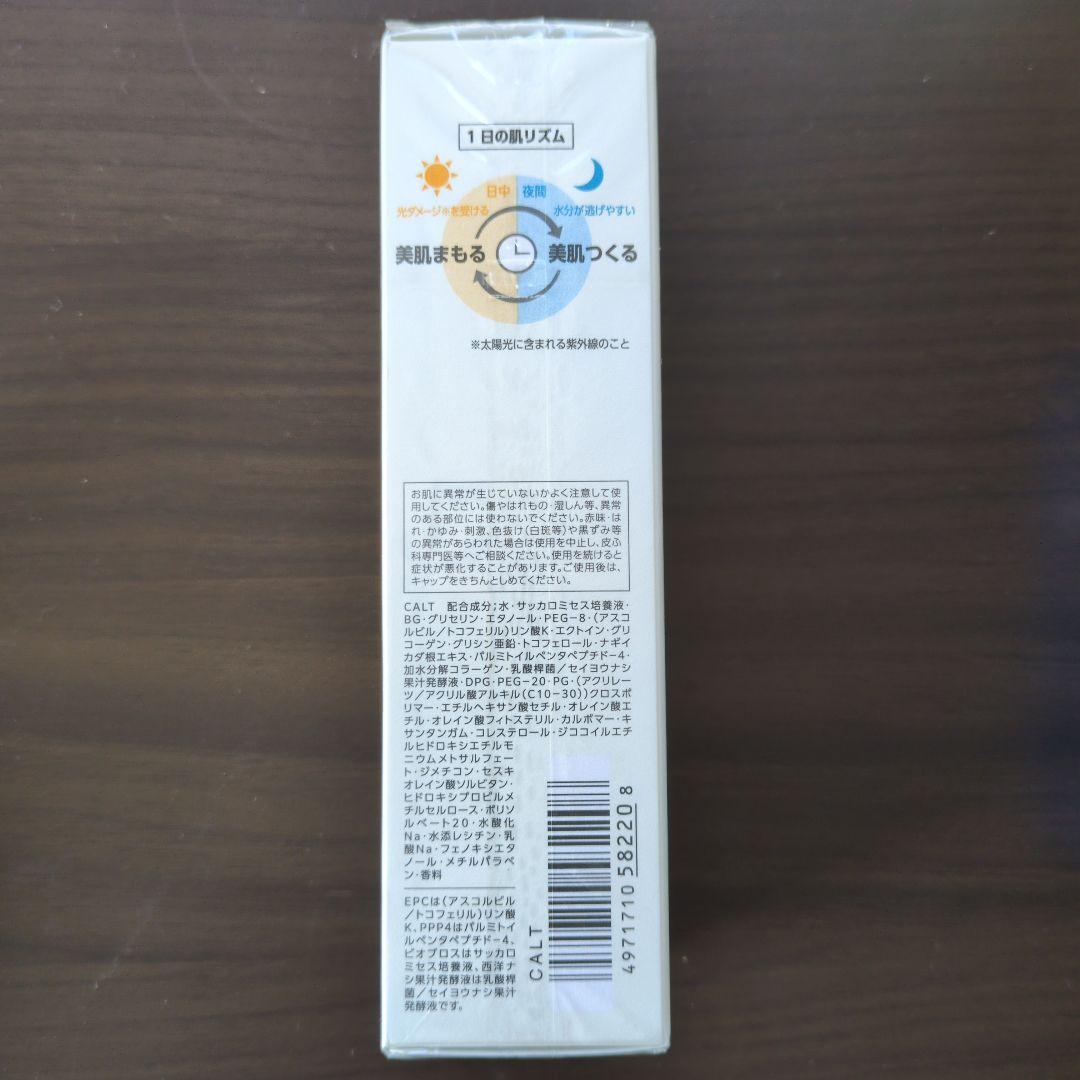 1日の肌リズム
日中 夜間
光ダメージ※を受ける 水分が逃げやすい
美肌まもる 美肌つくる
※太陽光に含まれる紫外線のこと
お肌に異常が生じていないかよく注意して使
用してください。傷やはれもの・湿しん等、異常
のある部位には使わないでください。赤味・は
れ・かゆみ・刺激、色抜け(白斑等)や黒ずみ等
の異常があらわれた場合は使用を中止し、皮ふ
科専門医等へご相談ください。使用を続けると
症状が悪化することがあります。ご使用後は、
キャップをきちんとしめてください。
CALT 配合成分;水・サッカロミセス培養液・
BG・グリセリン・エタノール・PEG-8・(アスコ
ルビル/トコフェリル)リン酸K・エクトイン・グリ
コーゲン・グリシン亜鉛・トコフェロール・ナギイ
カダ根エキス・パルミトイルペンタペプチド-4・
加水分解コラーゲン・乳酸桿菌/セイヨウナシ
果汁発酵液・DPG・PEG-20・PG・(アクリレー
ツ/アクリル酸アルキル(C10-30))クロスポ
リマー・エチルヘキサン酸セチル・オレイン酸エ
チル・オレイン酸フィトステリル・カルボマー・キ
サンタンガム・コレステロール・ジココイルエチ
ルヒドロキシエチルモ
ニウムメトサルフェー
ト・ジメチコン・セスキ
オレイン酸ソルビタン・
ヒドロキシプロピルメ
チルセルロース・ポリソ
ルベート20・水酸化
Na・水添レシチン・乳
酸Na・フェノキシエタ
ノール・メチルパラベ
ン・香料
EPCは(アスコルビル
/トコフェリル)リン酸
K、PPP4はパルミトイ
ルペンタペプチド-4、
ビオプロスはサッカロ
ミセス培養液、西洋ナ
シ果汁発酵液は乳酸桿
菌/セイヨウナシ果汁
発酵液です。
CALT
4971710 582208